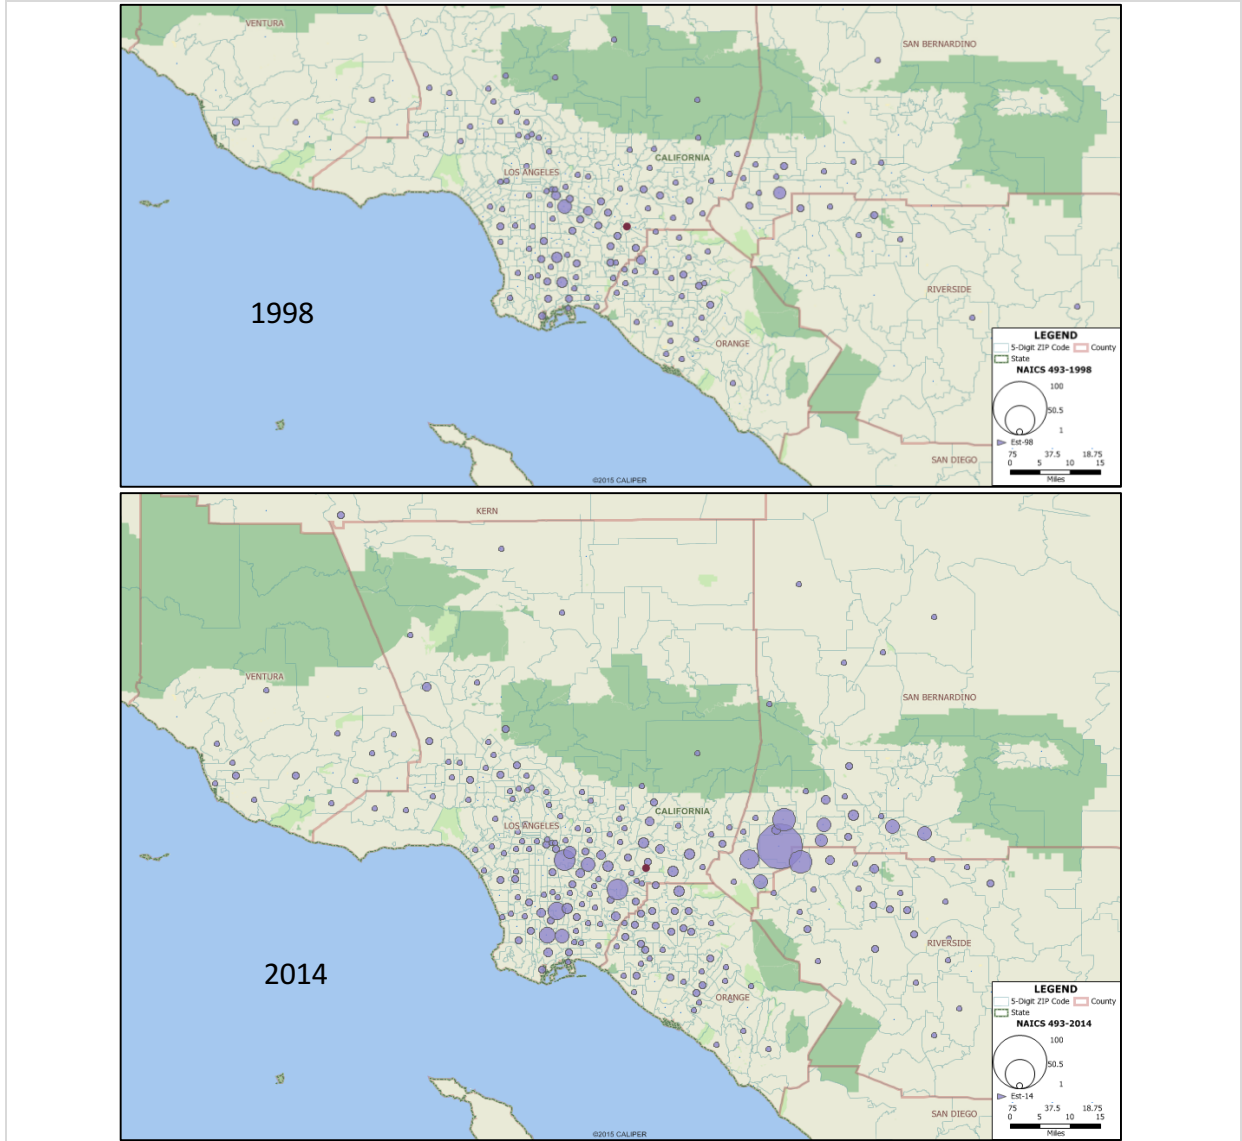 VENTURA
SAN BERNARDINO
CALIFORNIA
LOS ANGELES
RIVERSIDE
1998
ORANGE
LEGEND
5-Digit ZIP Code County
State
NAICS 493-1998
100
50.5
1
Est-98
75 37.5 18.75
0 5 10 15
Miles
SAN DIEGO
©2015 CALIPER
KERN
VENTURA
SAN BERNARDINO
CALIFORNIA
LOS ANGELES
RIVERSIDE
2014
ORANGE
LEGEND
5-Digit ZIP Code County
State
NAICS 493-2014
100
50.5
1
Est-14
75 37.5 18.75
0 5 10 15
Miles
SAN DIEGO
©2015 CALIPER